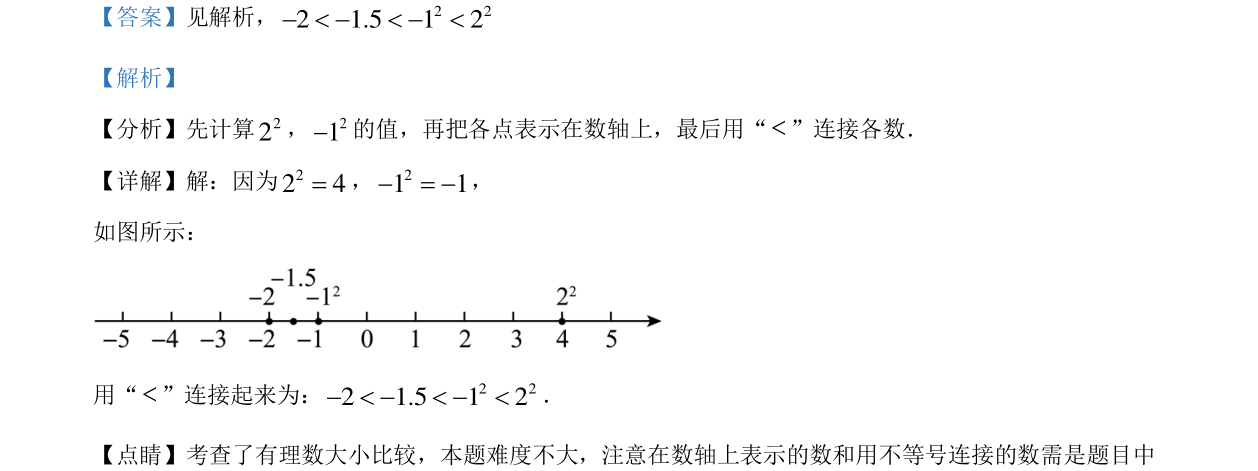 【答案】见解析，−2 < −1.5 < −1² < 2²
【解析】
【分析】先计算 2²，−1² 的值，再把各点表示在数轴上，最后用“<”连接各数．
【详解】解：因为 2² = 4，−1² = −1，
如图所示：
−1.5
−2 −1² 2²
−5 −4 −3 −2 −1 0 1 2 3 4 5
用“<”连接起来为：−2 < −1.5 < −1² < 2²．
【点睛】考查了有理数大小比较，本题难度不大，注意在数轴上表示的数和用不等号连接的数需是题目中